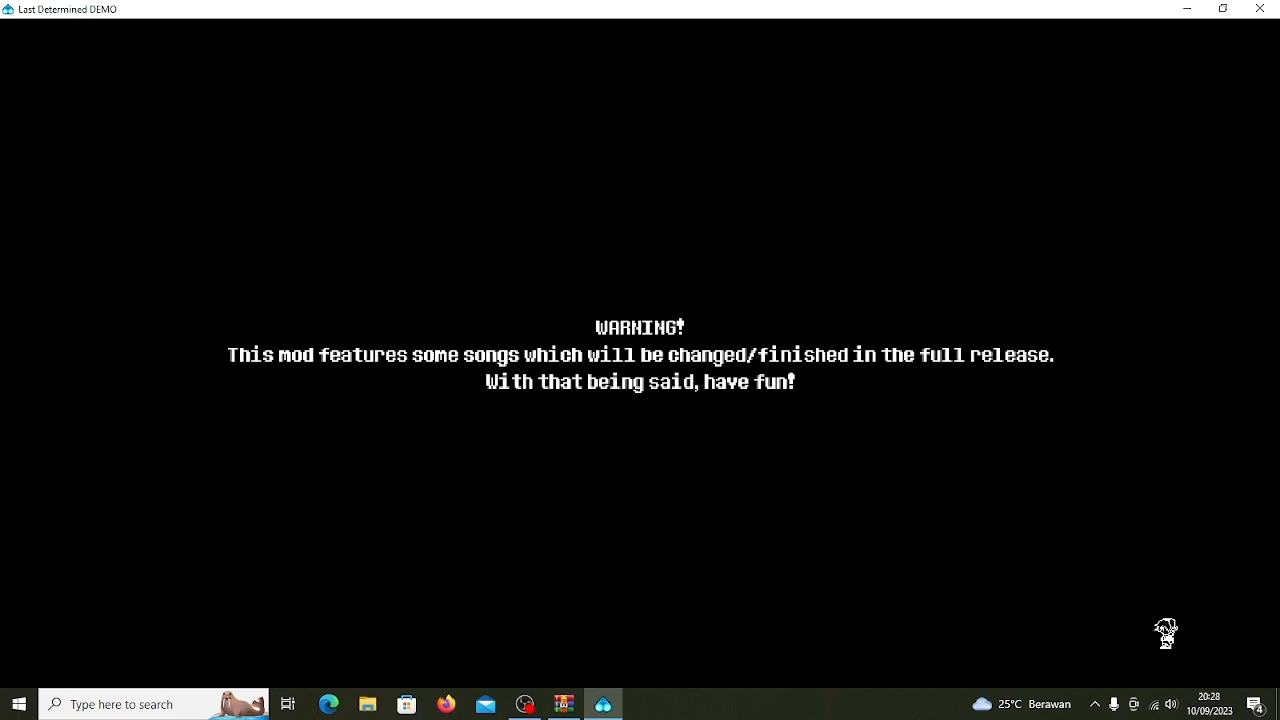 Last Determined DEMO
WARNING!
This mod features some songs which will be changed/finished in the full release.
With that being said, have fun!
Type here to search
25°C Berawan
20:28
10/09/2023
4